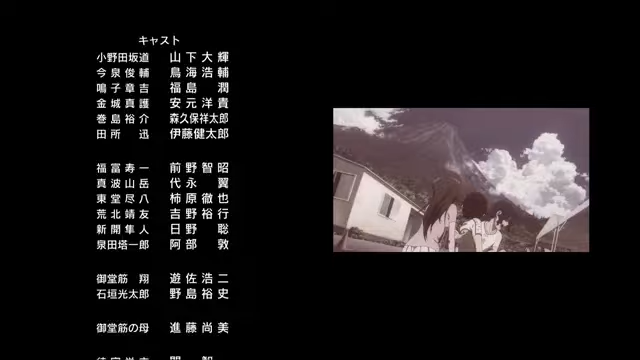 キャスト
小野田坂道 山下大輝
今泉俊輔 鳥海浩輔
鳴子章吉 福島 潤
金城真護 安元洋貴
巻島裕介 森久保祥太郎
田所 迅 伊藤健太郎
福富寿一 前野智昭
真波山岳 代永 翼
東堂尽八 柿原徹也
荒北靖友 吉野裕行
新開隼人 日野 聡
泉田塔一郎 阿部 敦
御堂筋 翔 遊佐浩二
石垣光太郎 野島裕史
御堂筋の母 進藤尚美